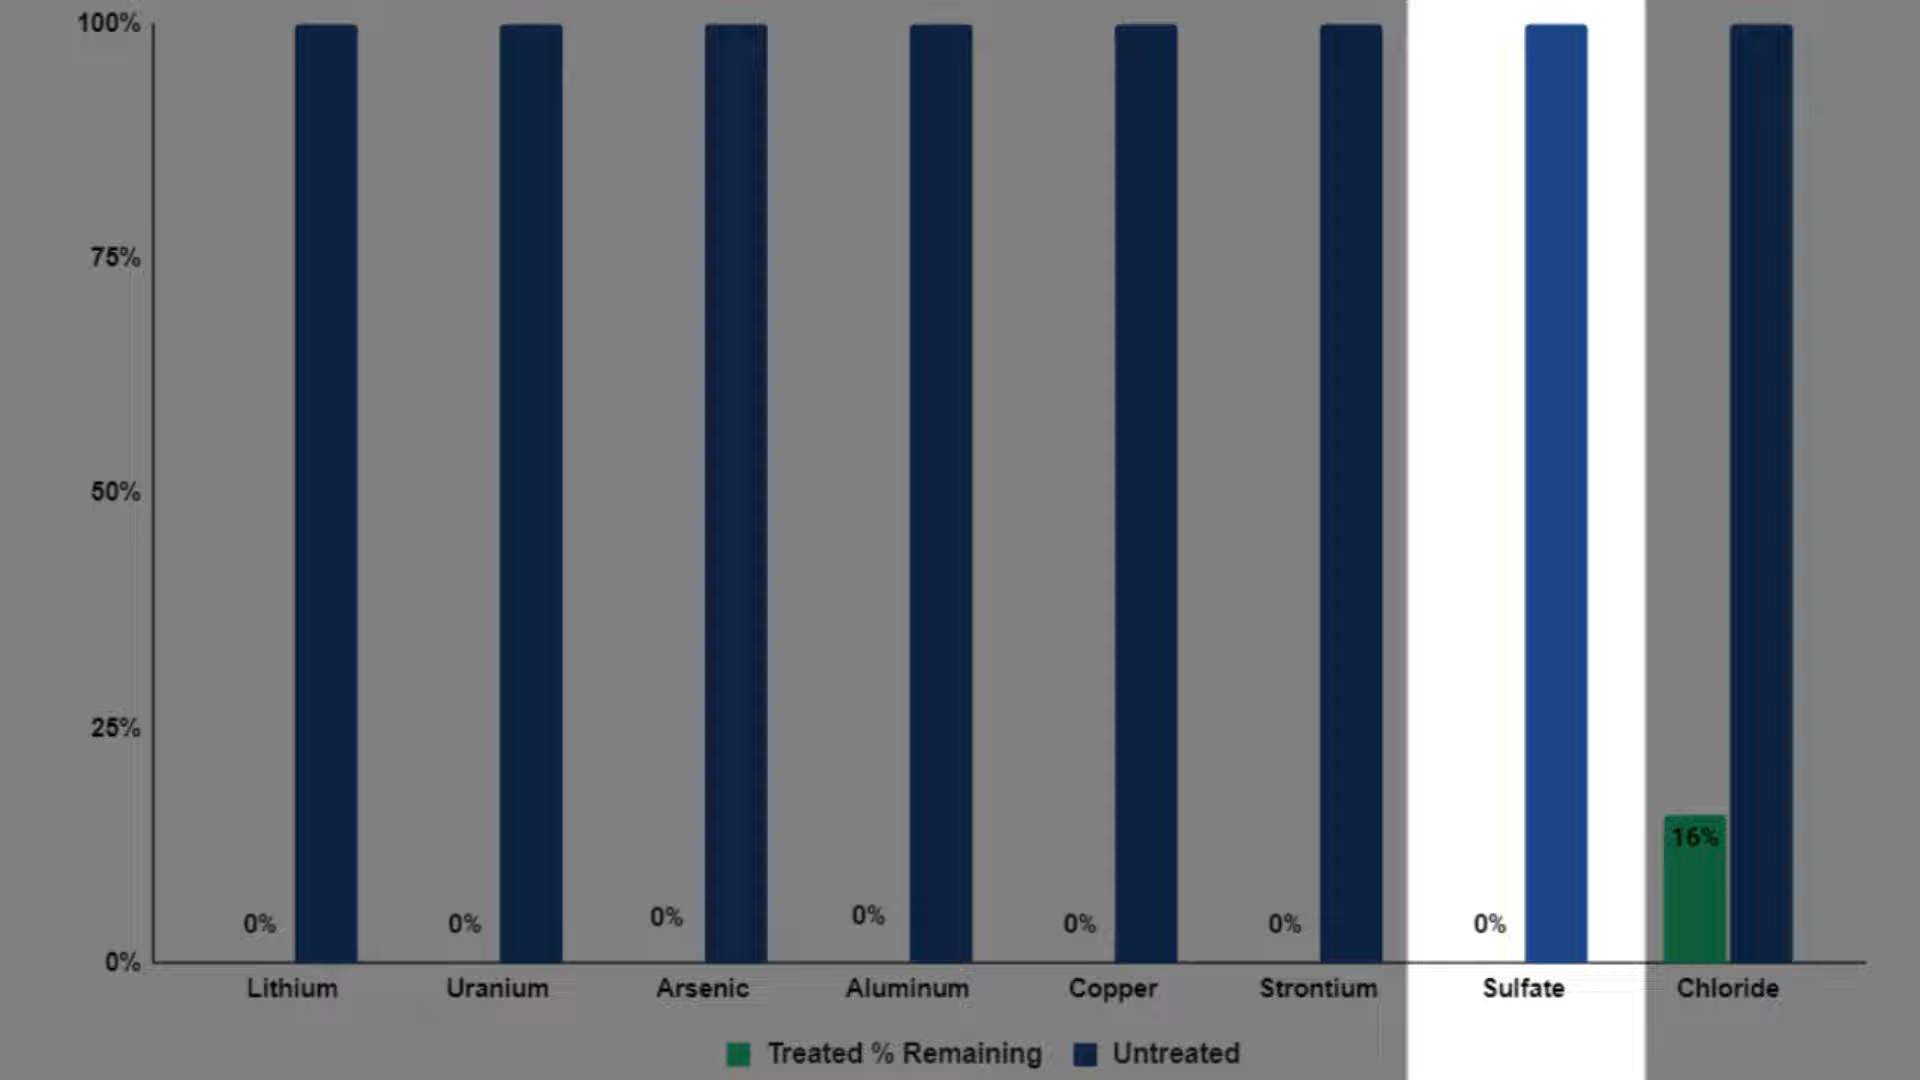 100%
75%
50%
25%
0%
0% 0% 0% 0% 0% 0% 0% 16%
Lithium Uranium Arsenic Aluminum Copper Strontium Sulfate Chloride
Treated % Remaining Untreated